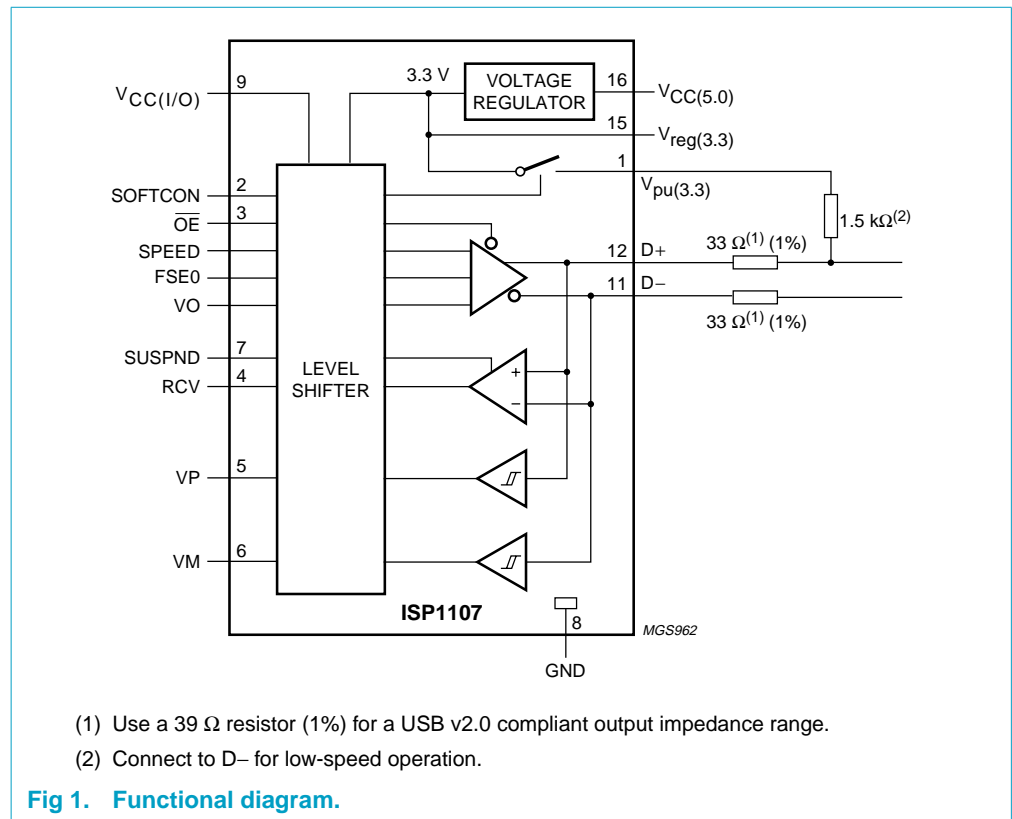 9
3.3 V
VOLTAGE
REGULATOR
16
VCC(I/O)
VCC(5.0)
15
Vreg(3.3)
1
Vpu(3.3)
SOFTCON
2
OE
3
1.5 kΩ(2)
SPEED
12
D+
33 Ω(1) (1%)
FSE0
11
D−
VO
33 Ω(1) (1%)
SUSPND
7
LEVEL
SHIFTER
RCV
4
+
−
VP
5
VM
6
ISP1107
8
MGS962
GND
(1) Use a 39 Ω resistor (1%) for a USB v2.0 compliant output impedance range.
(2) Connect to D− for low-speed operation.
Fig 1. Functional diagram.